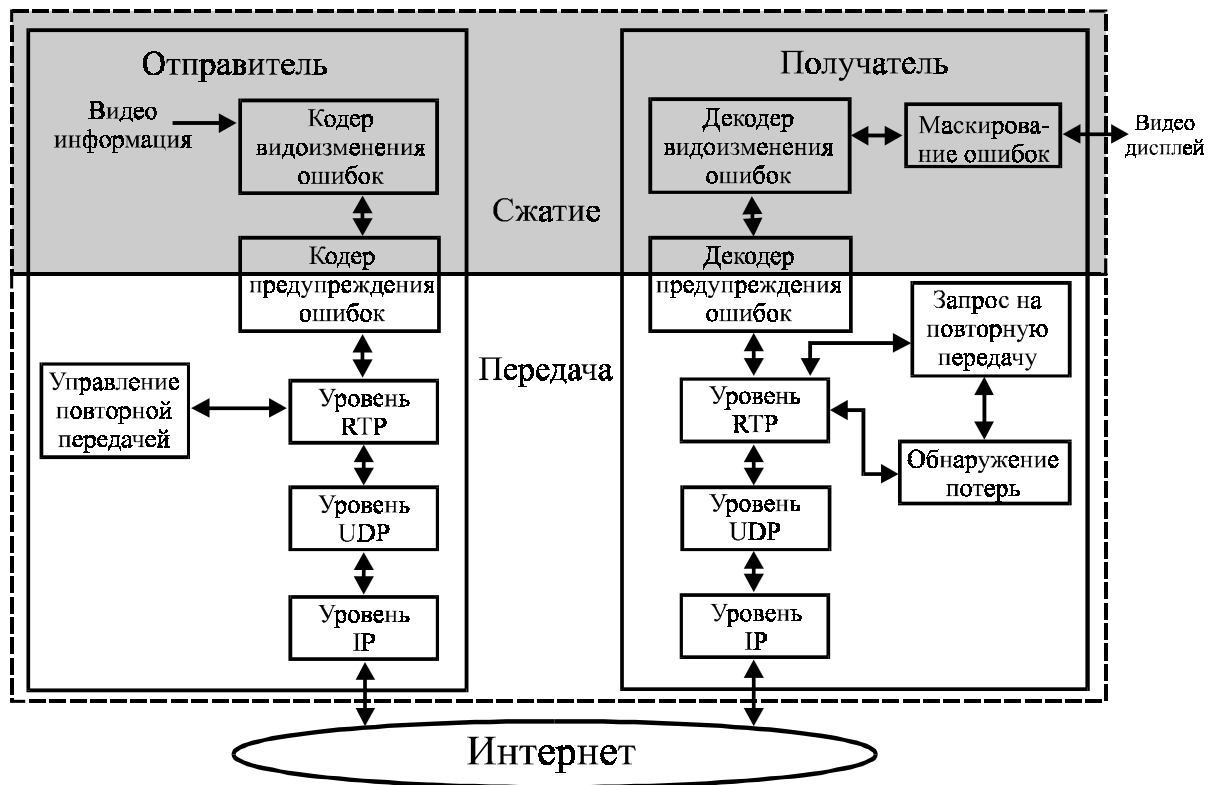 Отправитель
Видео
информация
Кодер
видоизменения
ошибок
Кодер
предупреждения
ошибок
Управление
повторной
передачей
Уровень
RTP
Уровень
UDP
Уровень
IP
Сжатие
Передача
Получатель
Декодер
видоизменения
ошибок
Маскирова-
ние ошибок
Видео
дисплей
Декодер
предупреждения
ошибок
Запрос на
повторную
передачу
Уровень
RTP
Обнаружение
потерь
Уровень
UDP
Уровень
IP
Интернет